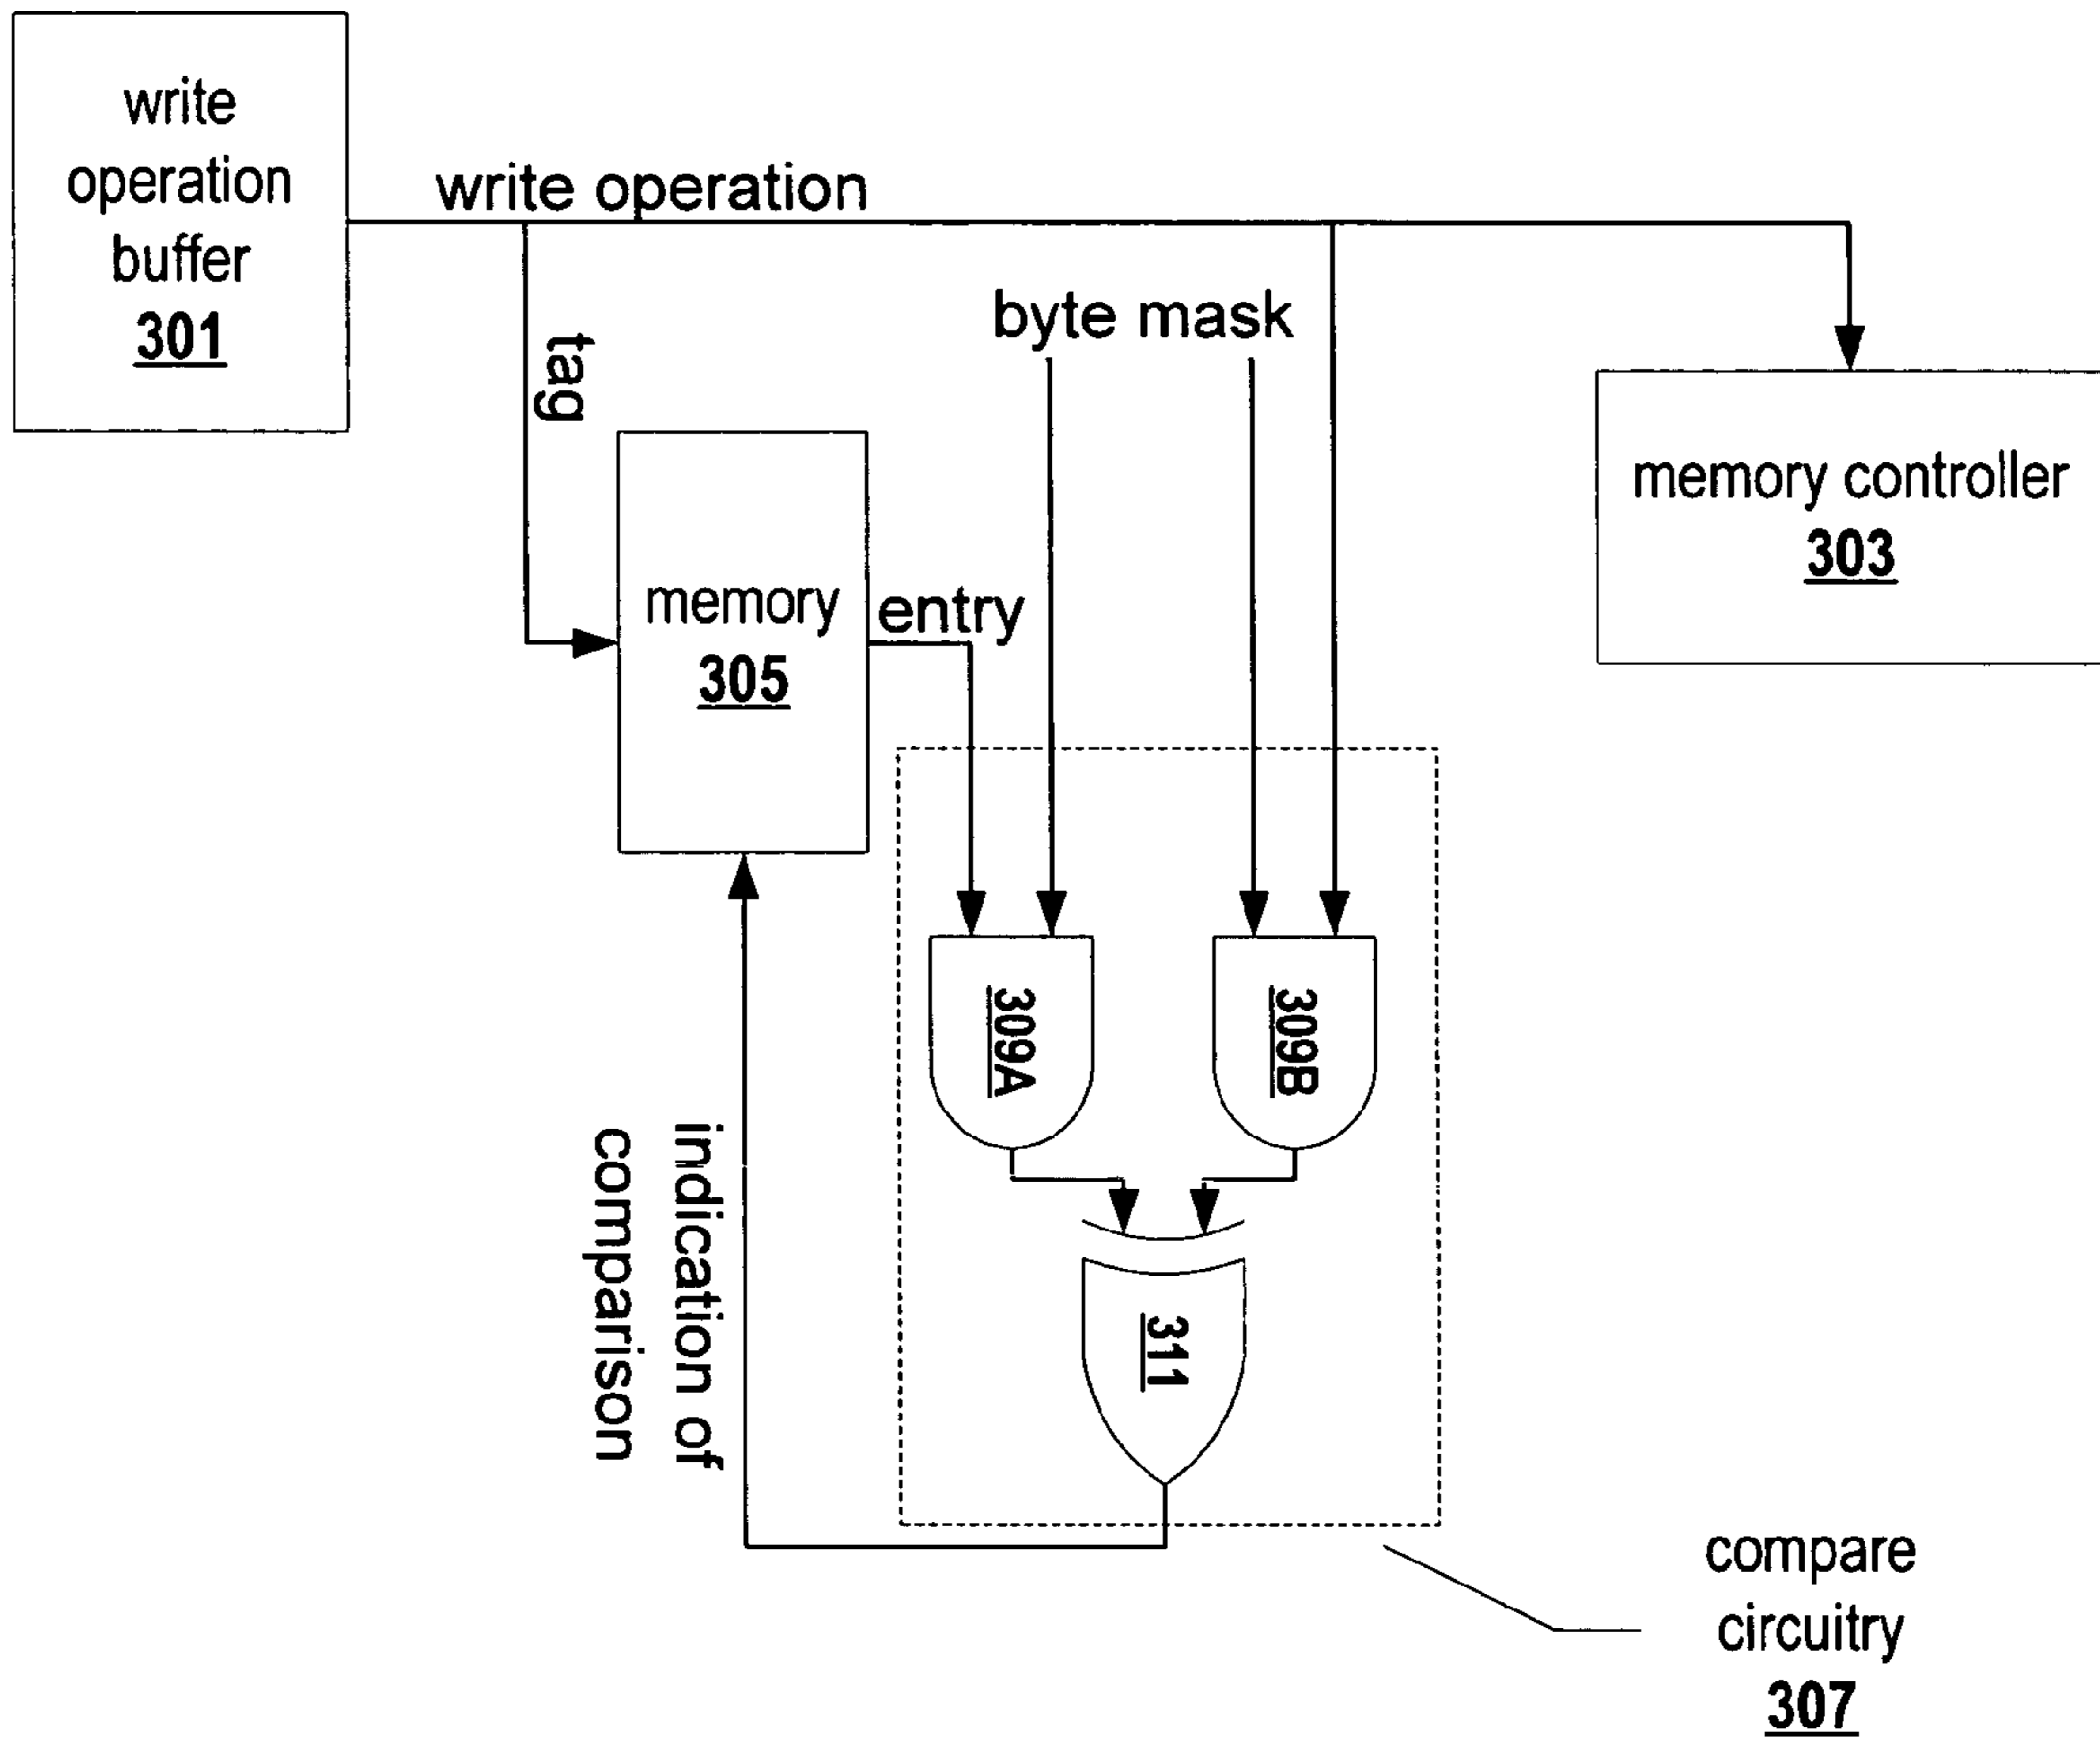 write
operation
buffer
301
write operation
tag
byte mask
memory controller
303
memory
305
entry
309A
309B
311
indication of
comparison
compare
circuitry
307